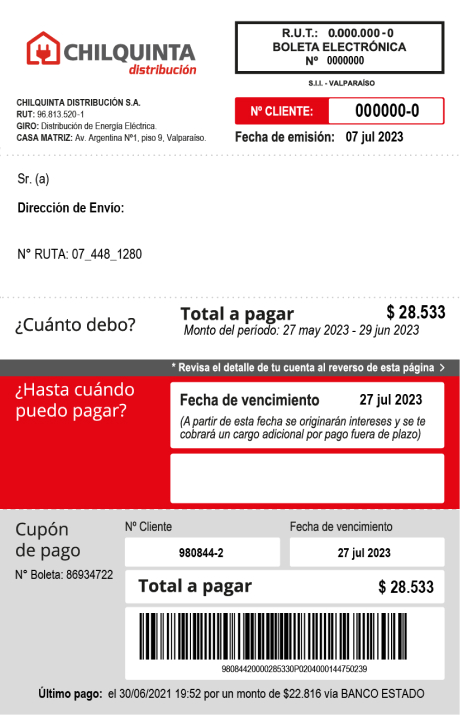 CHILQUINTA
distribución
R.U.T.: 0.000.000-0
BOLETA ELECTRÓNICA
Nº 0000000
S.I.I. - VALPARAÍSO
CHILQUINTA DISTRIBUCIÓN S.A.
RUT: 96.813.520-1
GIRO: Distribución de Energía Eléctrica.
CASA MATRIZ: Av. Argentina Nº1, piso 9, Valparaíso.
Nº CLIENTE: 000000-0
Fecha de emisión: 07 jul 2023
Sr. (a)
Dirección de Envío:
N° RUTA: 07_448_1280
¿Cuánto debo?
Total a pagar $ 28.533
Monto del período: 27 may 2023 - 29 jun 2023
* Revisa el detalle de tu cuenta al reverso de esta página >
¿Hasta cuándo
puedo pagar?
Fecha de vencimiento 27 jul 2023
(A partir de esta fecha se originarán intereses y se te
cobrará un cargo adicional por pago fuera de plazo)
Cupón
de pago
N° Boleta: 86934722
Nº Cliente Fecha de vencimiento
980844-2 27 jul 2023
Total a pagar $ 28.533
98084420000285330P0204000144750239
Último pago: el 30/06/2021 19:52 por un monto de $22.816 vía BANCO ESTADO